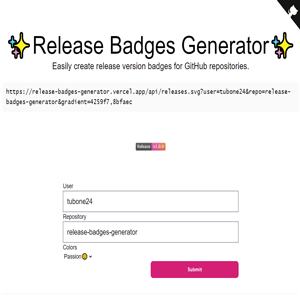 ✨Release Badges Generator✨
Easily create release version badges for GitHub repositories.
https://release-badges-generator.vercel.app/api/releases.svg?user=tubone24&repo=release-
badges-generator&gradient=4259f7,8bfaec
Release v1.0.0
User
tubone24
Repository
release-badges-generator
Colors
Passion😊
Submit